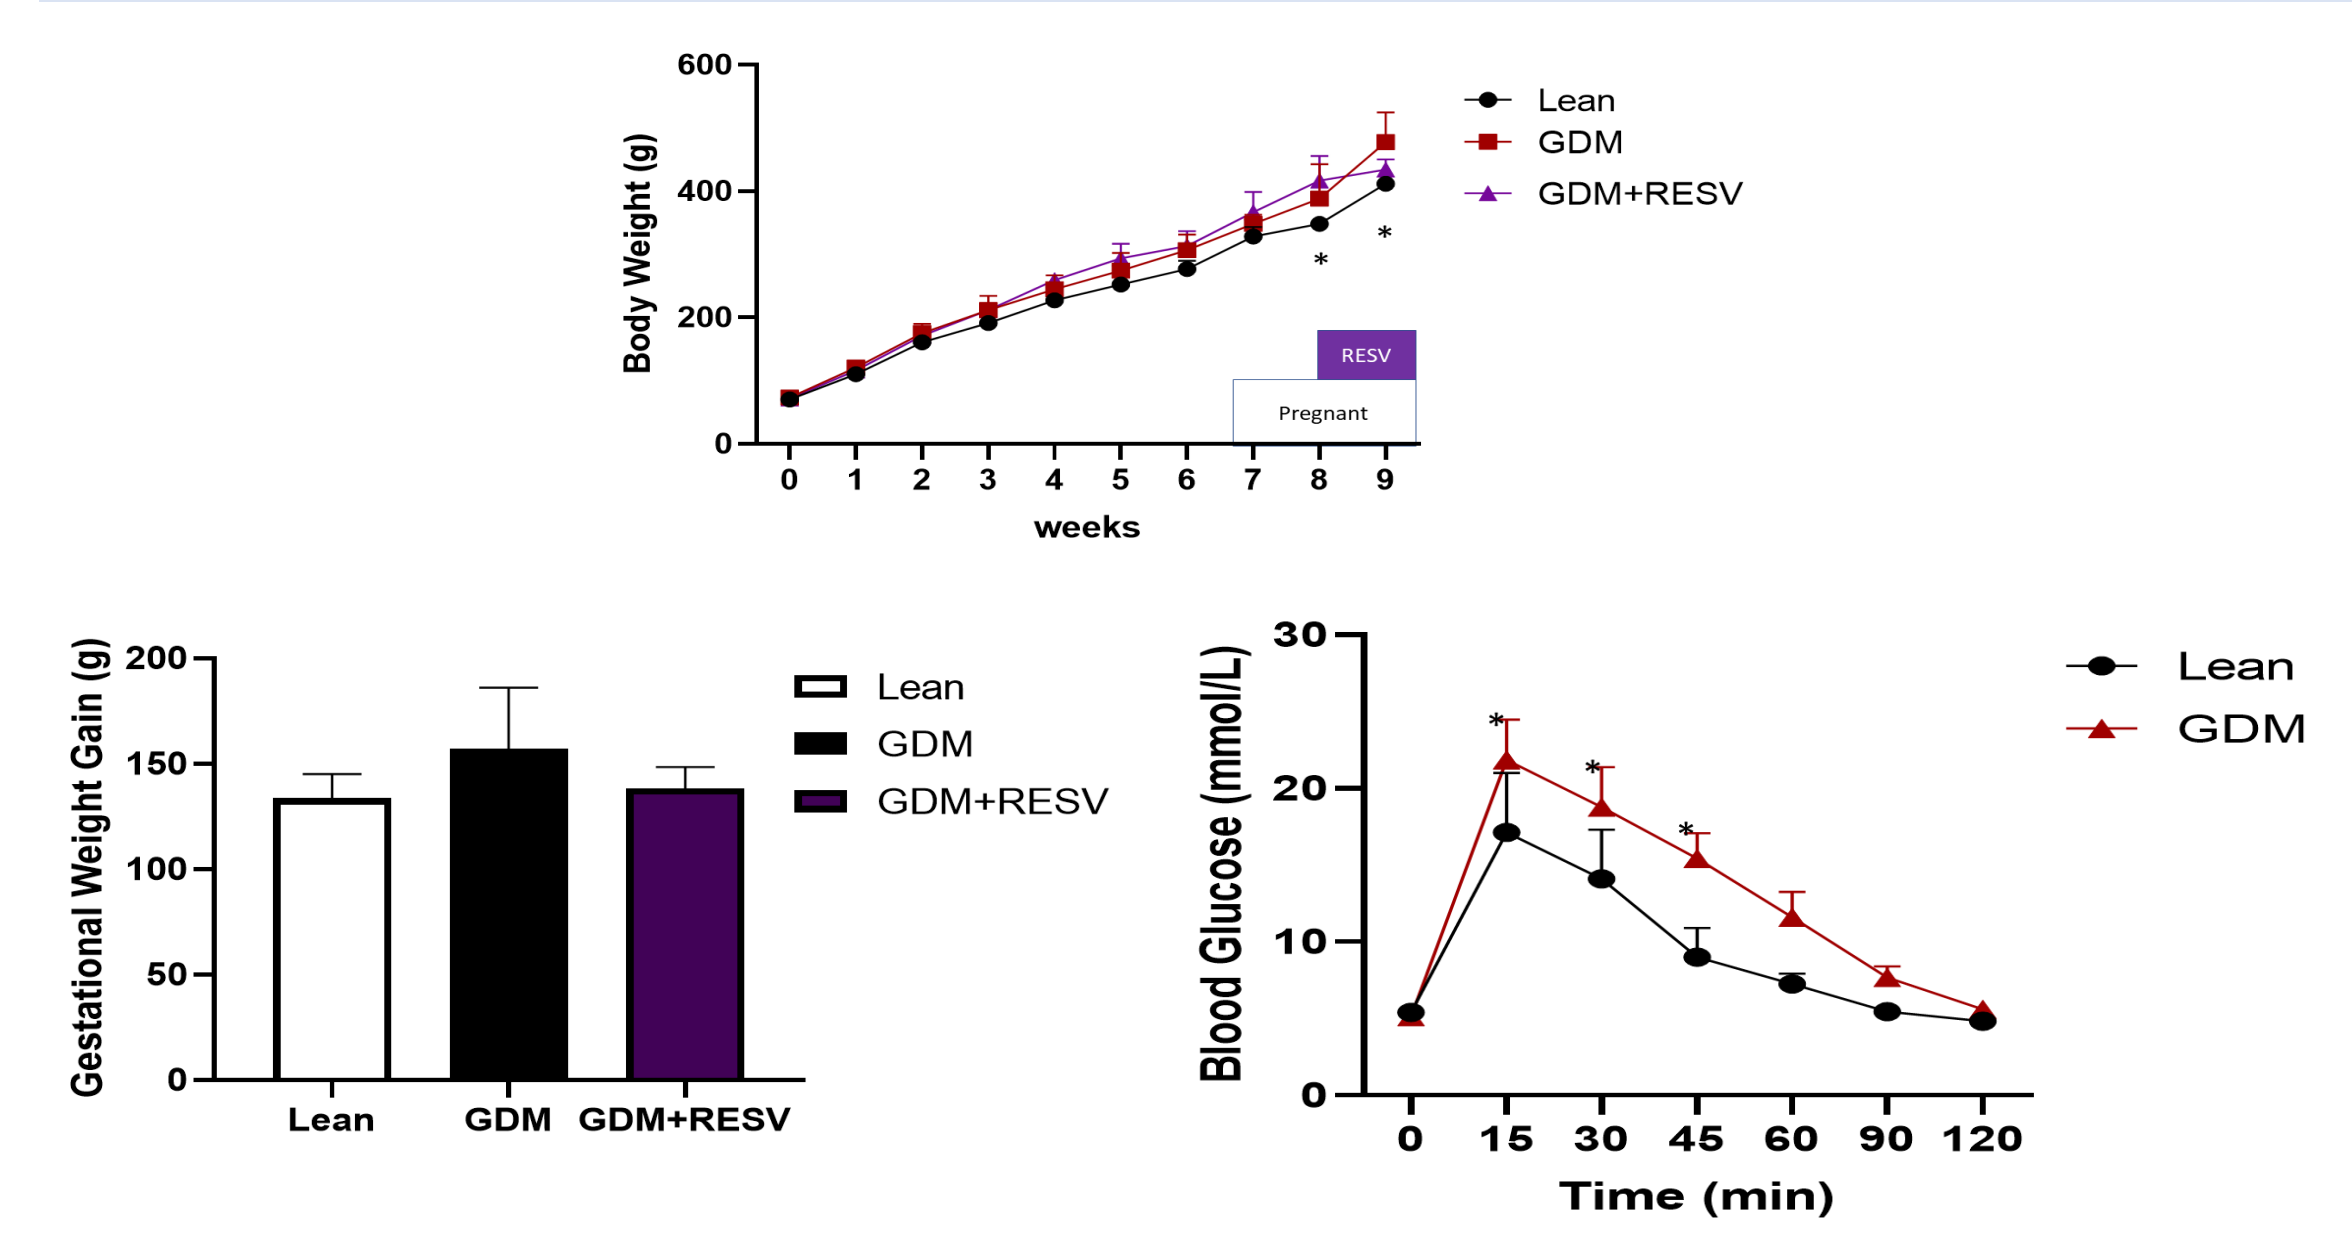 600
400
200
0
Body Weight (g)
0 1 2 3 4 5 6 7 8 9
weeks
Lean
GDM
GDM+RESV
*
*
RESV
Pregnant
200
150
100
50
0
Gestational Weight Gain (g)
Lean GDM GDM+RESV
Lean
GDM
GDM+RESV
30
20
10
0
Blood Glucose (mmol/L)
*
*
*
0 15 30 45 60 90 120
Time (min)
Lean
GDM